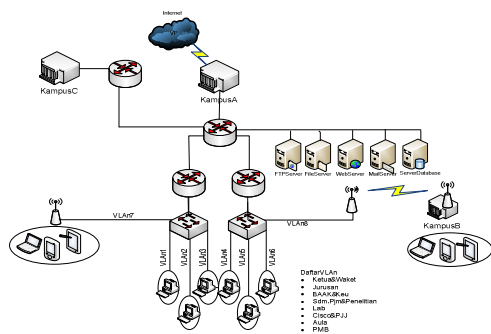 Internet
KampusC
KampusA
FTPServer
FileServer
WebServer
MailServer
ServerDatabase
VLAn7
VLAn8
KampusB
VLAn1
VLAn2
VLAn3
VLAn4
VLAn5
VLAn6
DaftarVLAn
• Ketua&Waket
• Jurusan
• BAAK&Keu
• Sdm,Pjm&Penelitian
• Lab
• Cisco&PJJ
• Aula
• PMB